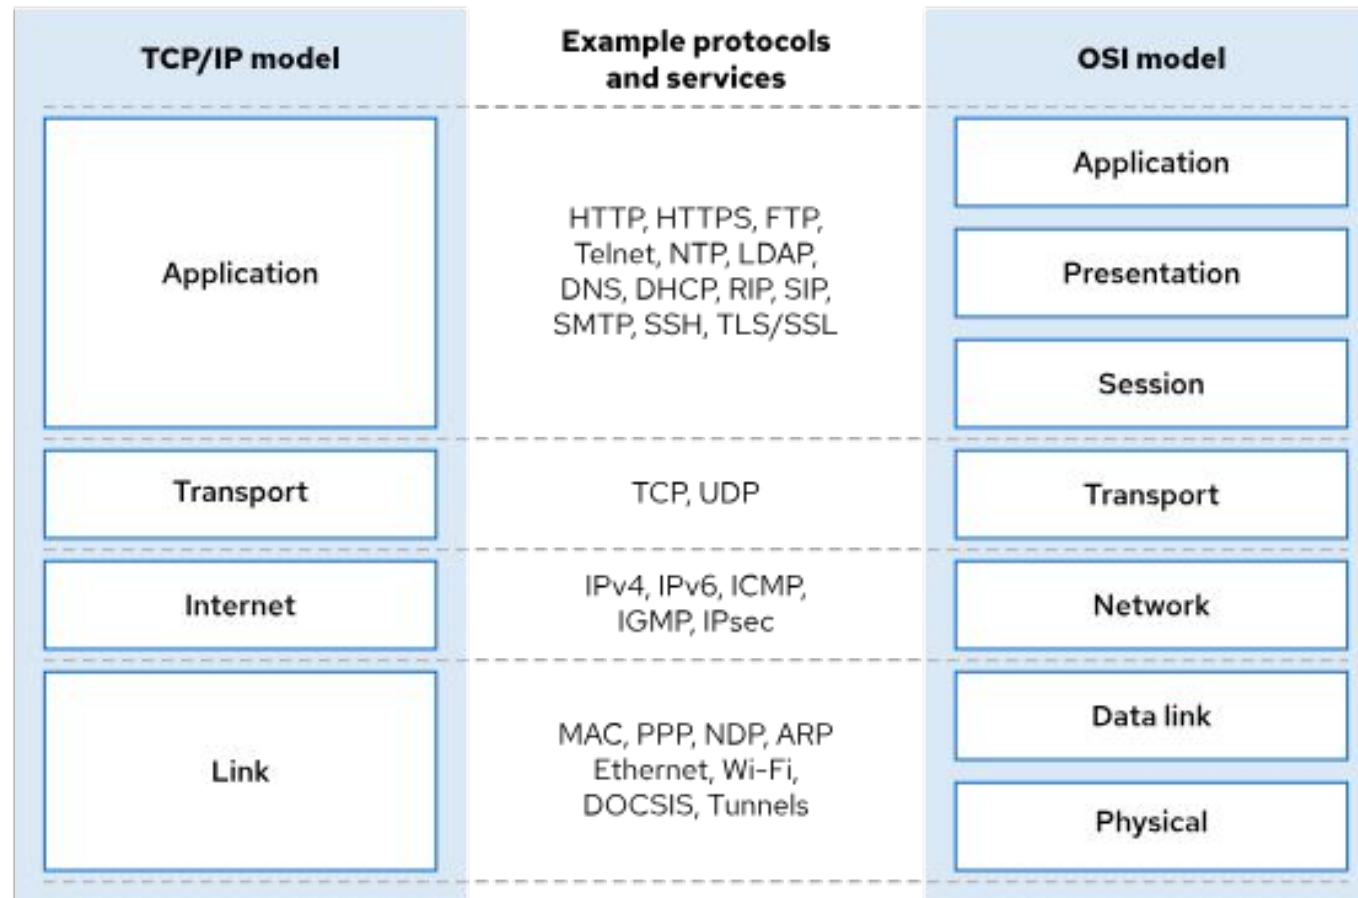 TCP/IP model
Example protocols
and services
OSI model
Application
HTTP, HTTPS, FTP,
Telnet, NTP, LDAP,
DNS, DHCP, RIP, SIP,
SMTP, SSH, TLS/SSL
Application
Presentation
Session
Transport
TCP, UDP
Transport
Internet
IPv4, IPv6, ICMP,
IGMP, IPsec
Network
Link
MAC, PPP, NDP, ARP
Ethernet, Wi-Fi,
DOCSIS, Tunnels
Data link
Physical